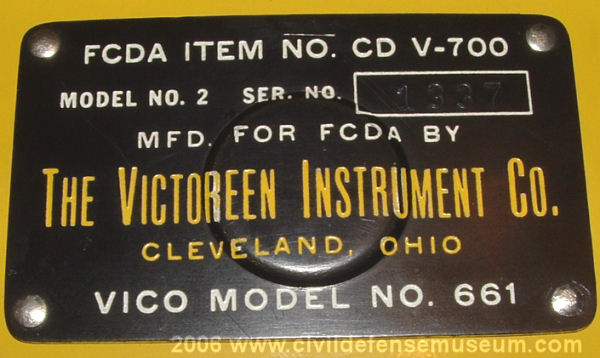 FCDA ITEM NO. CD V-700
MODEL NO. 2 SER. NO. 1337
MFD. FOR FCDA BY
THE VICTOREEN INSTRUMENT CO.
CLEVELAND, OHIO
VICO MODEL NO. 661
2006 www.civildefensemuseum.com